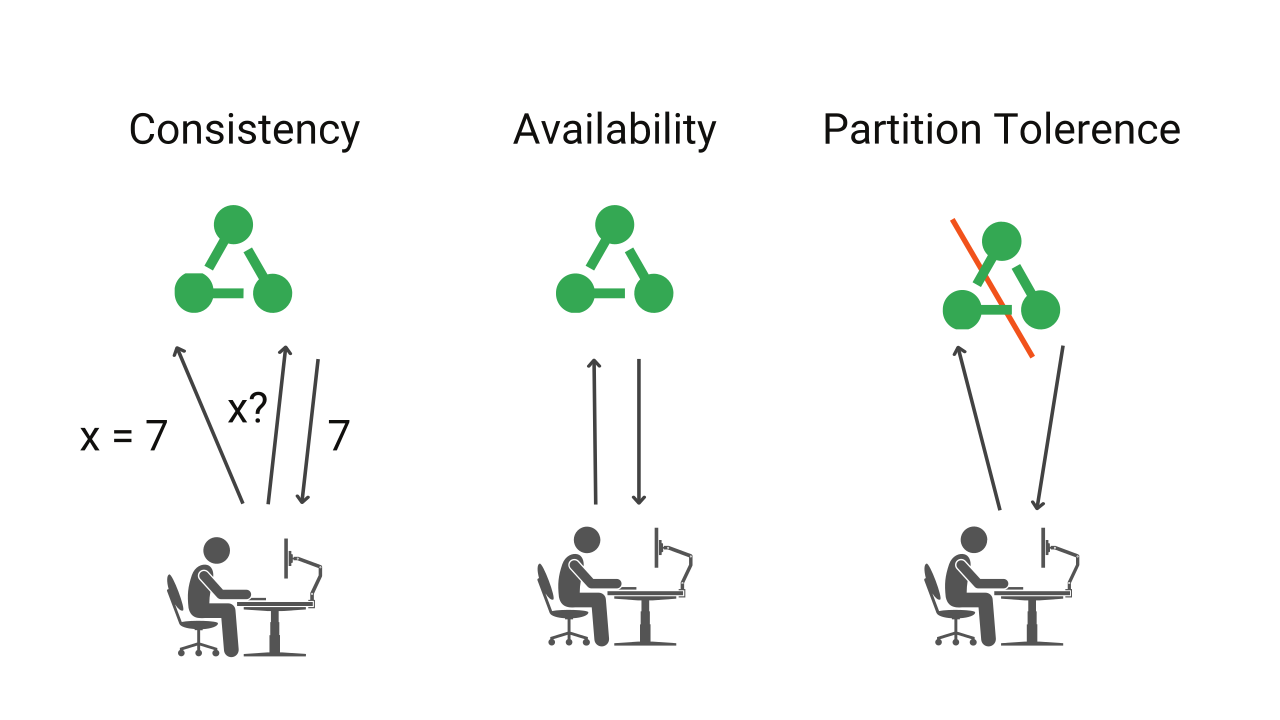 Consistency
Availability
Partition Tolerence
x?
x = 7
7